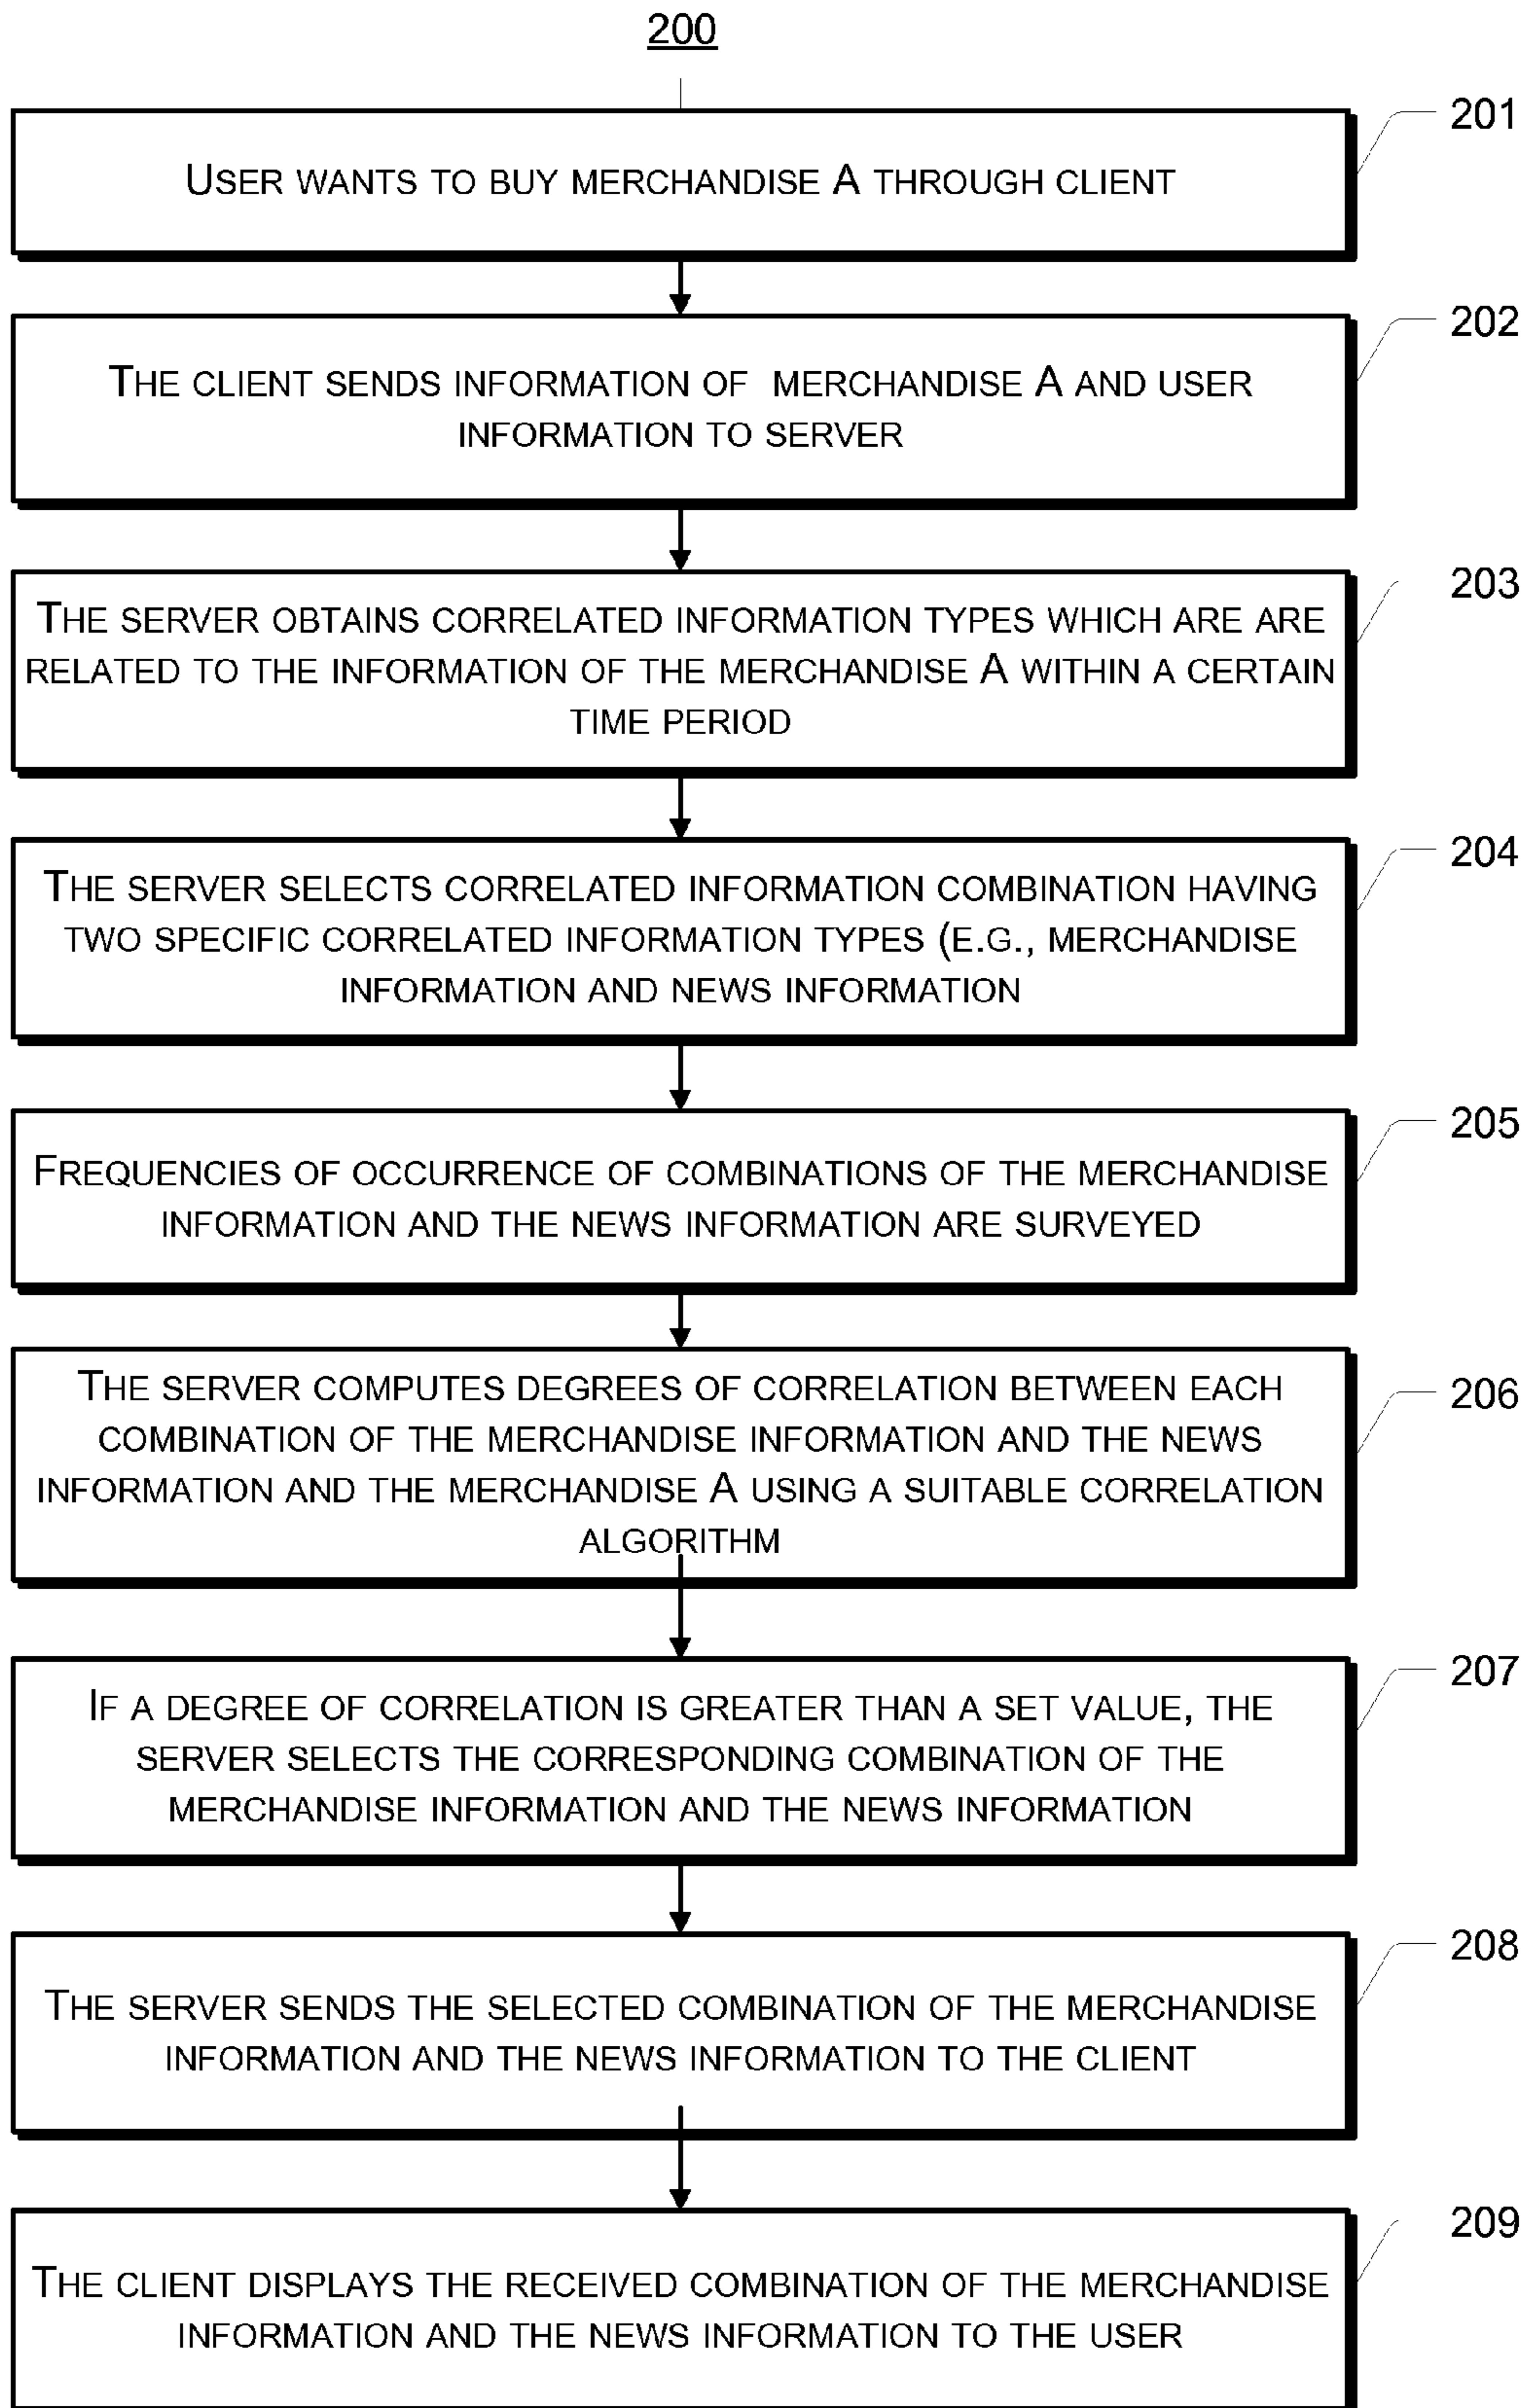 200
201
USER WANTS TO BUY MERCHANDISE A THROUGH CLIENT
202
THE CLIENT SENDS INFORMATION OF MERCHANDISE A AND USER
INFORMATION TO SERVER
203
THE SERVER OBTAINS CORRELATED INFORMATION TYPES WHICH ARE ARE
RELATED TO THE INFORMATION OF THE MERCHANDISE A WITHIN A CERTAIN
TIME PERIOD
204
THE SERVER SELECTS CORRELATED INFORMATION COMBINATION HAVING
TWO SPECIFIC CORRELATED INFORMATION TYPES (E.G., MERCHANDISE
INFORMATION AND NEWS INFORMATION
205
FREQUENCIES OF OCCURRENCE OF COMBINATIONS OF THE MERCHANDISE
INFORMATION AND THE NEWS INFORMATION ARE SURVEYED
206
THE SERVER COMPUTES DEGREES OF CORRELATION BETWEEN EACH
COMBINATION OF THE MERCHANDISE INFORMATION AND THE NEWS
INFORMATION AND THE MERCHANDISE A USING A SUITABLE CORRELATION
ALGORITHM
207
IF A DEGREE OF CORRELATION IS GREATER THAN A SET VALUE, THE
SERVER SELECTS THE CORRESPONDING COMBINATION OF THE
MERCHANDISE INFORMATION AND THE NEWS INFORMATION
208
THE SERVER SENDS THE SELECTED COMBINATION OF THE MERCHANDISE
INFORMATION AND THE NEWS INFORMATION TO THE CLIENT
209
THE CLIENT DISPLAYS THE RECEIVED COMBINATION OF THE MERCHANDISE
INFORMATION AND THE NEWS INFORMATION TO THE USER